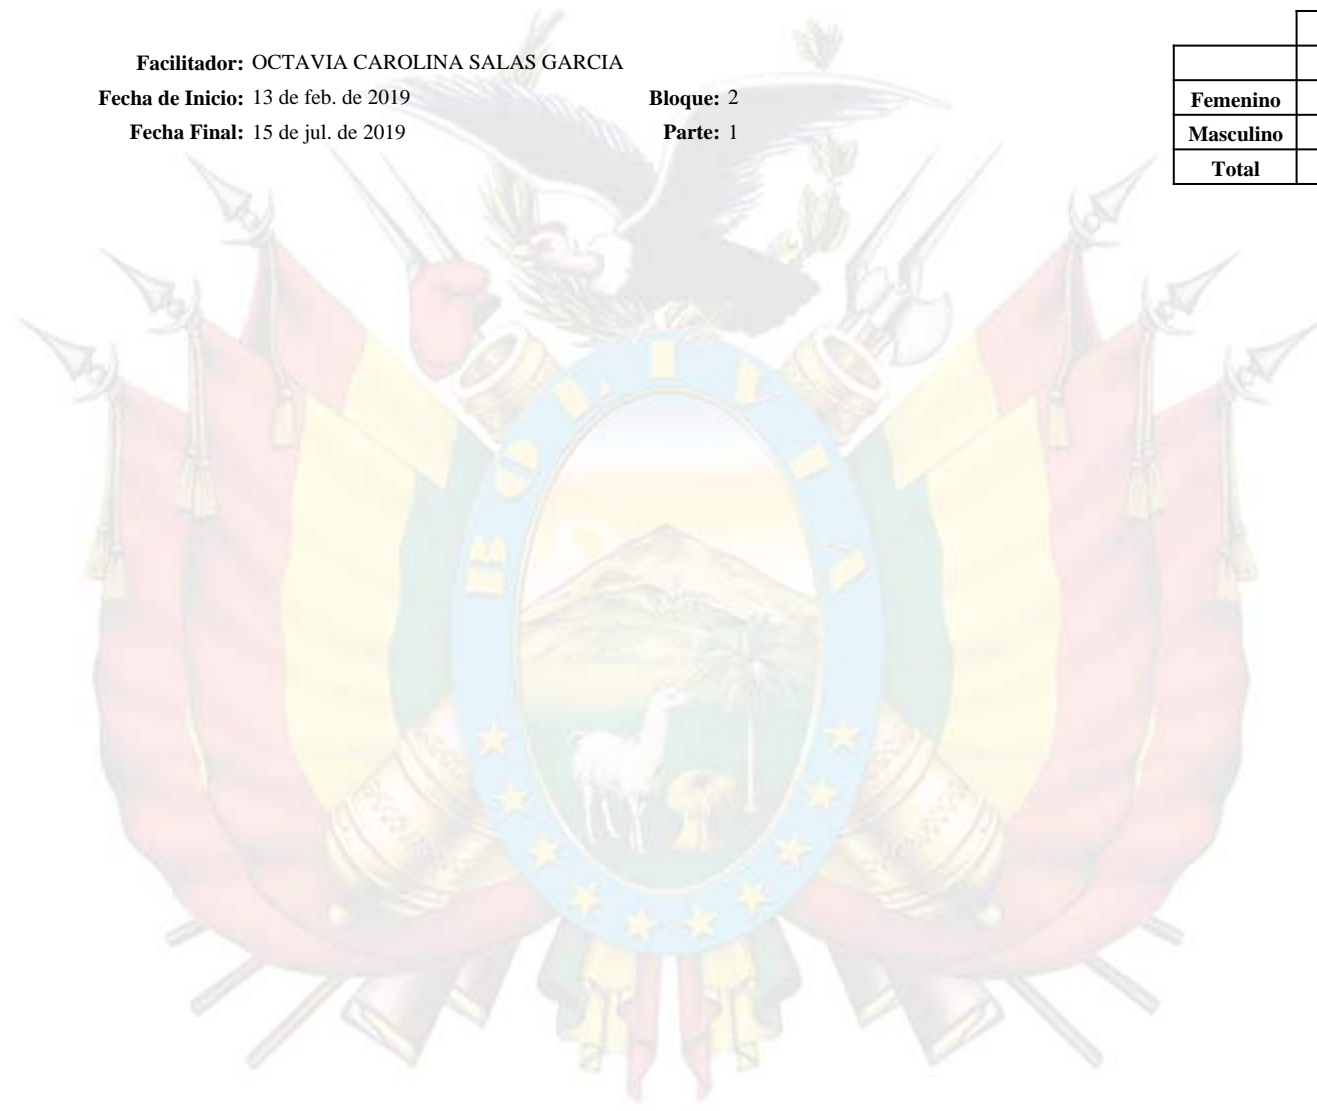 Facilitador: OCTAVIA CAROLINA SALAS GARCIA
Fecha de Inicio: 13 de feb. de 2019 Bloque: 2
Fecha Final: 15 de jul. de 2019 Parte: 1
Femenino
Masculino
Total
BOLIVIA